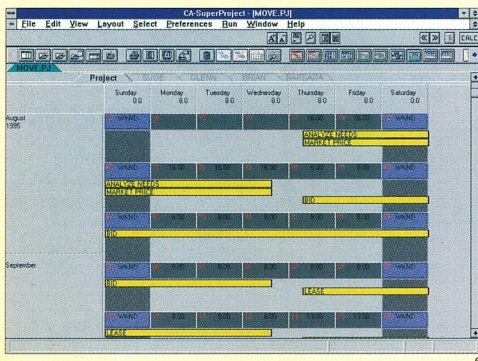 CA-SuperProject - [MOVE.PJ]
File Edit View Layout Select Preferences Run Window Help
CALC
MOVE.PJ
Project SUSIE GLENN BRIAN BARBARA
Sunday Monday Tuesday Wednesday Thursday Friday Saturday
0.0 8.0 8.0 8.0 8.0 8.0 0.0
August
1995
WKND 16.00 16.00 WKND
ANALYZE NEEDS
MARKET PRICE
WKND 16.00 16.00 16.00 WKND
ANALYZE NEEDS
MARKET PRICE
BID
WKND 8.00 8.00 8.00 8.00 8.00 WKND
BID
September
WKND 8.00 8.00 8.00 8.00 8.00 WKND
BID
LEASE
WKND 8.00 8.00 8.00 13.00 13.00 WKND
LEASE